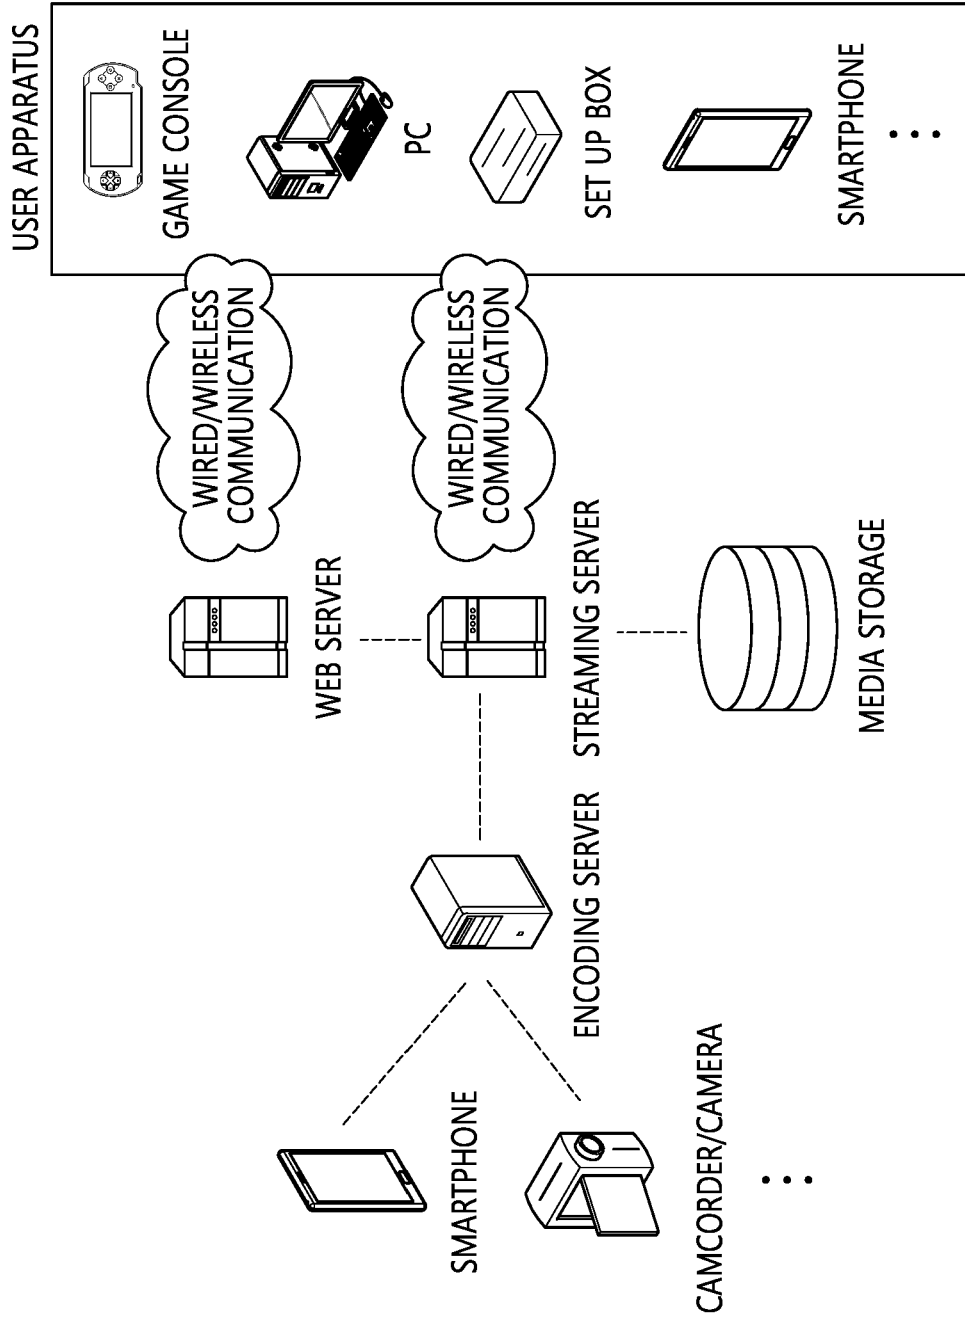 USER APPARATUS
GAME CONSOLE
PC
SET UP BOX
SMARTPHONE
WIRED/WIRELESS
COMMUNICATION
WIRED/WIRELESS
COMMUNICATION
WEB SERVER
STREAMING SERVER
MEDIA STORAGE
ENCODING SERVER
SMARTPHONE
CAMCORDER/CAMERA